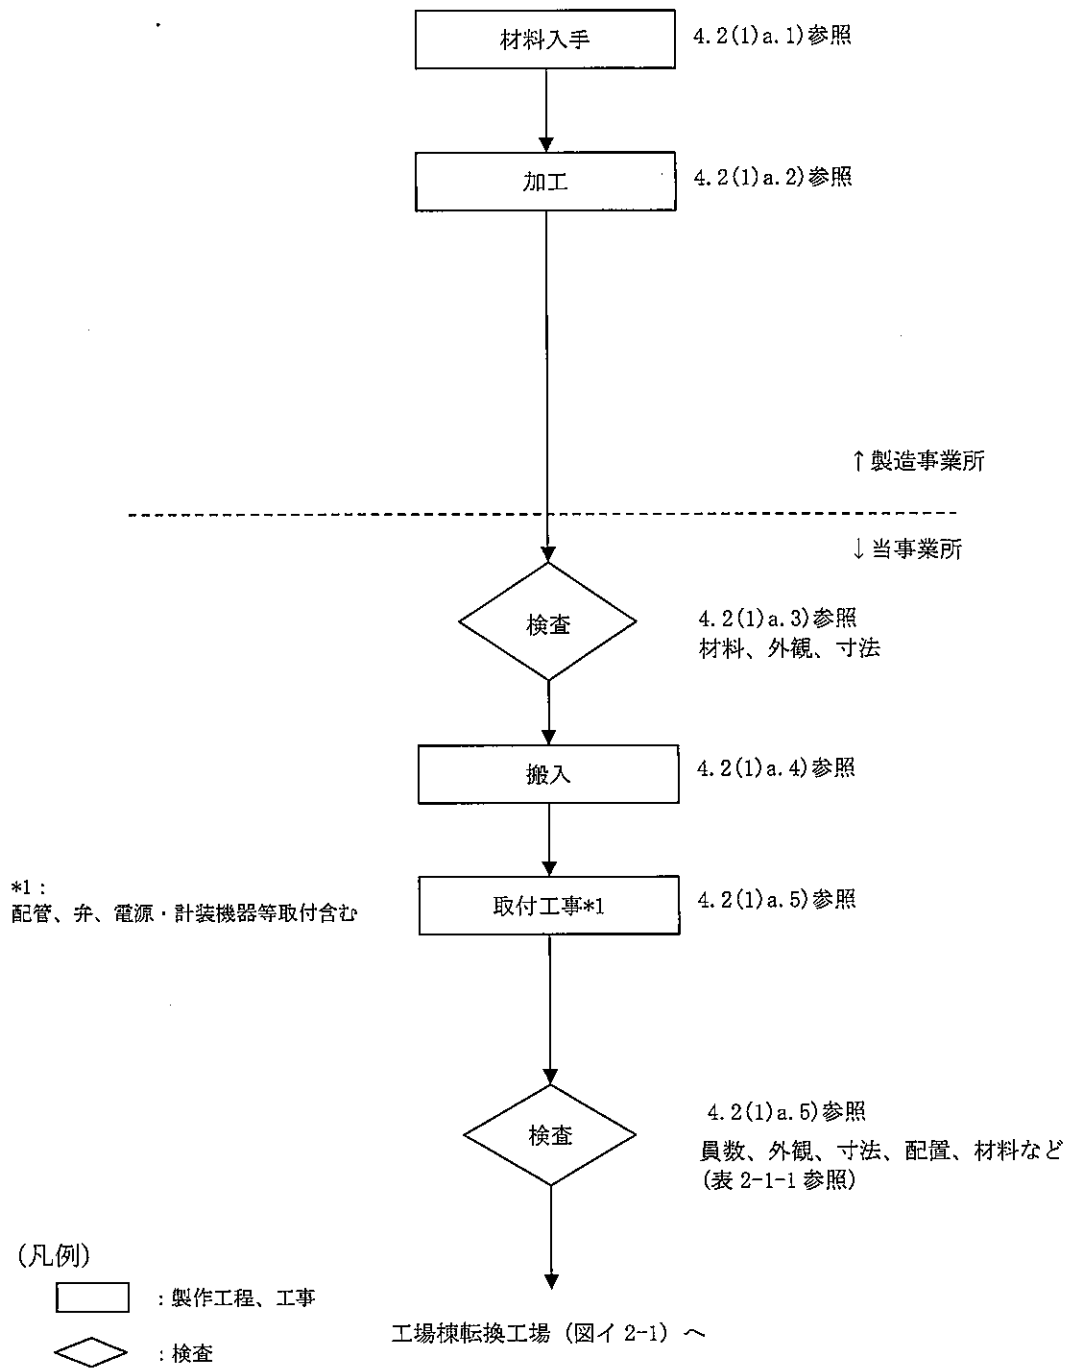 材料入手
4.2(1)a.1)参照
加工
4.2(1)a.2)参照
↑製造事業所
↓当事業所
検査
4.2(1)a.3)参照
材料、外観、寸法
搬入
4.2(1)a.4)参照
*1:
配管、弁、電源・計装機器等取付含む
取付工事*1
4.2(1)a.5)参照
検査
4.2(1)a.5)参照
員数、外観、寸法、配置、材料など
(表 2-1-1 参照)
(凡例)
:製作工程、工事
:検査
工場棟転換工場（図イ 2-1）へ